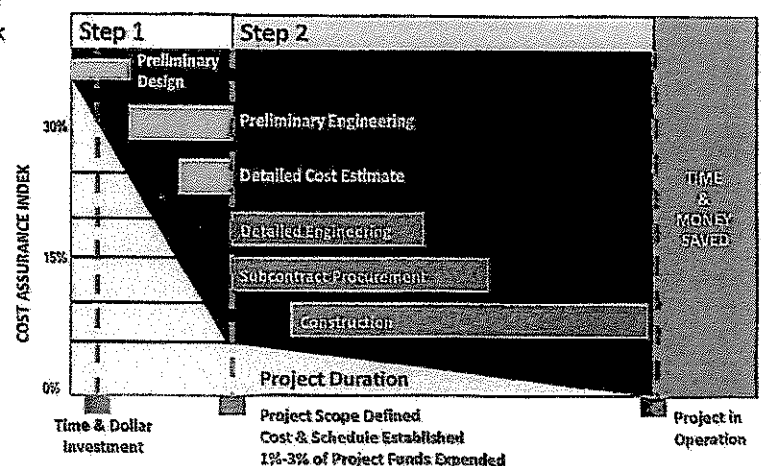 Step 1
Step 2
Preliminary
Design
Preliminary Engineering
30%
Detailed Cost Estimate
TIME
&
MONEY
SAVED
Detailed Engineering
COST ASSURANCE INDEX
15%
Subcontract Procurement
Construction
0%
Project Duration
Time & Dollar
Investment
Project Scope Defined
Cost & Schedule Established
1%-3% of Project Funds Expended
Project in
Operation